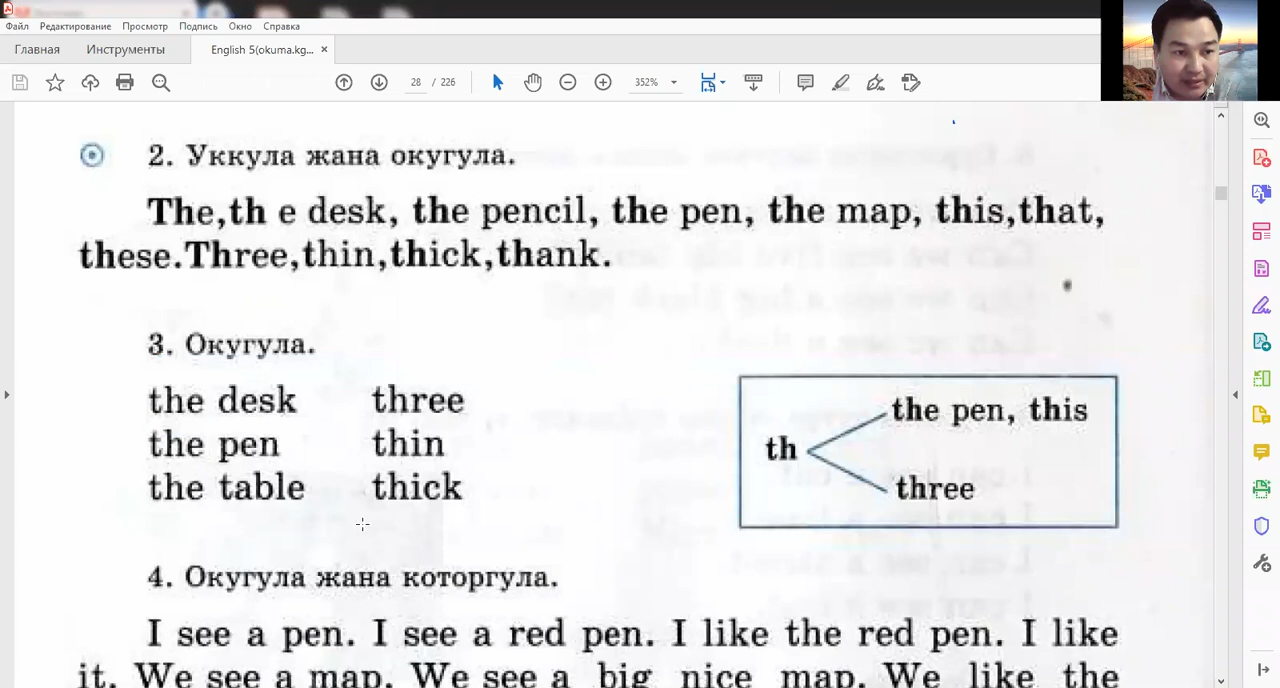 Файл Редактирование Просмотр Подпись Окно Справка
Главная Инструменты English 5(okuma.kg... ×
28 / 226 352%
2. Уккула жана окугула.
The,th e desk, the pencil, the pen, the map, this,that,
these.Three,thin,thick,thank.
3. Окугула.
the desk three
the pen thin
the table thick
the pen, this
th
three
4. Окугула жана которгула.
I see a pen. I see a red pen. I like the red pen. I like
it. We see a map. We see a big nice map. We like the